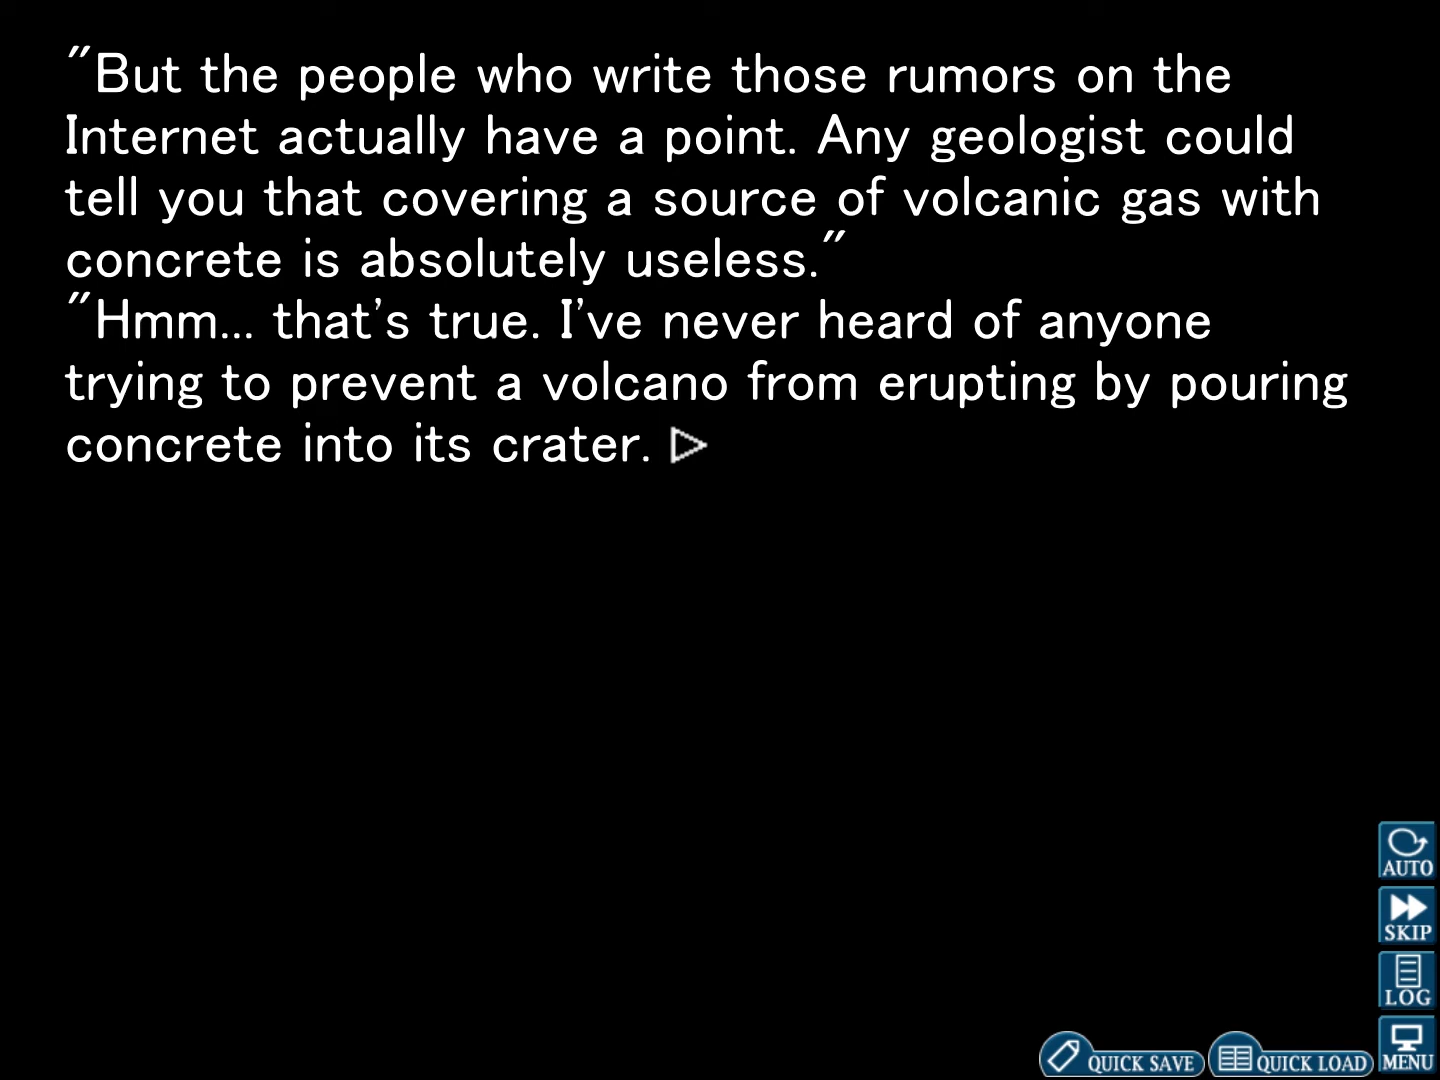 "But the people who write those rumors on the
Internet actually have a point. Any geologist could
tell you that covering a source of volcanic gas with
concrete is absolutely useless."
"Hmm... that's true. I've never heard of anyone
trying to prevent a volcano from erupting by pouring
concrete into its crater.
AUTO
SKIP
LOG
QUICK SAVE
QUICK LOAD
MENU